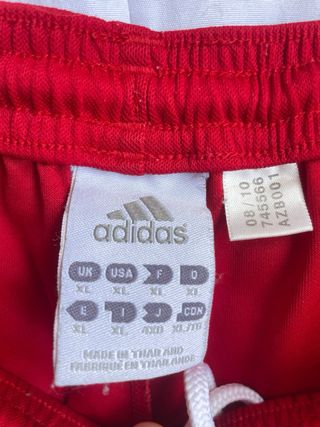 adidas
UK USA F D
XL XL XL XL
E I J CDN
XL XL 4XO XL/TG
MADE IN THAILAND
FABRIQUÉ EN THAILANDE
08/10
745566
AZB001